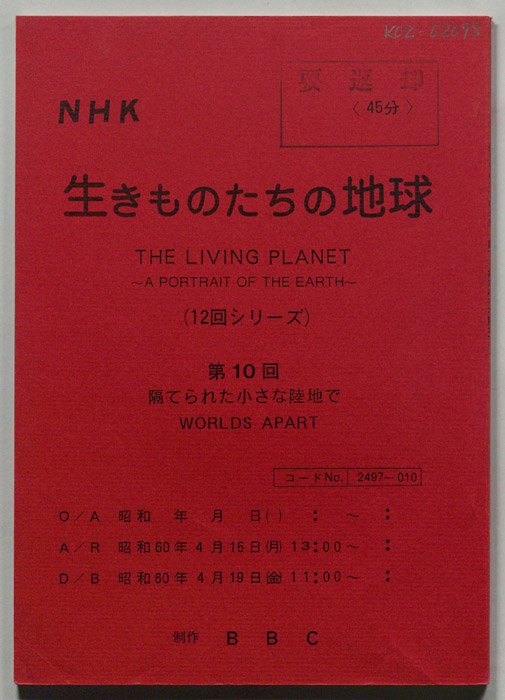 K02-02098
要返却
〈 45分 〉
NHK
生きものたちの地球
THE LIVING PLANET
～A PORTRAIT OF THE EARTH～
(12回シリーズ)
第10回
隔てられた小さな陸地で
WORLDS APART
コードNo. 2497－010
O／A 昭和 年 月 日( ) : ～ :
A／R 昭和60年4月15日(月) 13:00～ :
D／B 昭和60年4月19日(金) 11:00～ :
制作 BBC